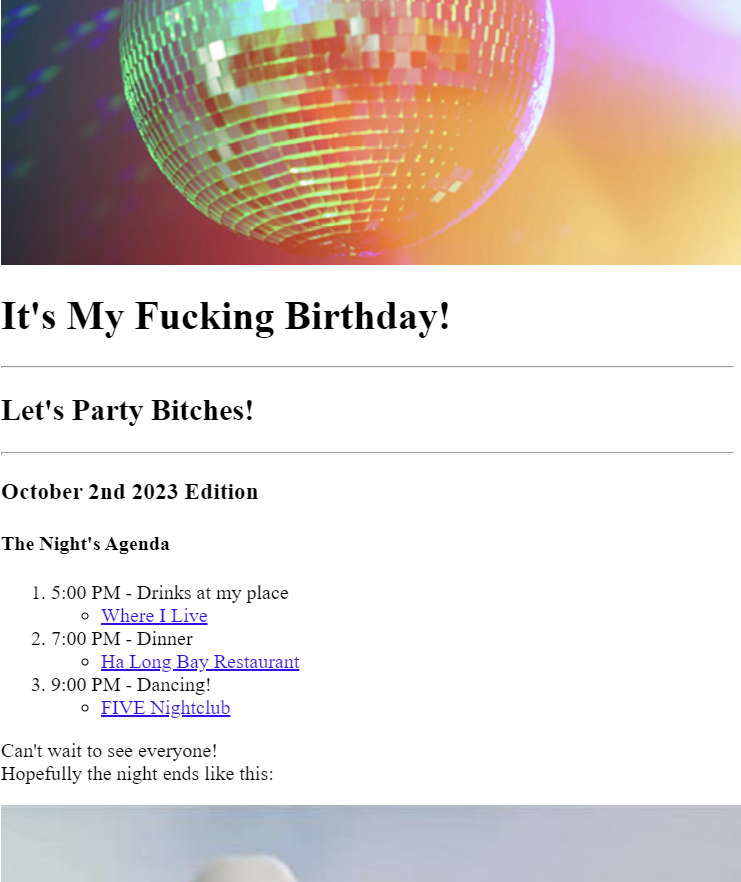 It's My Fucking Birthday!
Let's Party Bitches!
October 2nd 2023 Edition
The Night's Agenda
1. 5:00 PM - Drinks at my place
◦ Where I Live
2. 7:00 PM - Dinner
◦ Ha Long Bay Restaurant
3. 9:00 PM - Dancing!
◦ FIVE Nightclub
Can't wait to see everyone!
Hopefully the night ends like this: